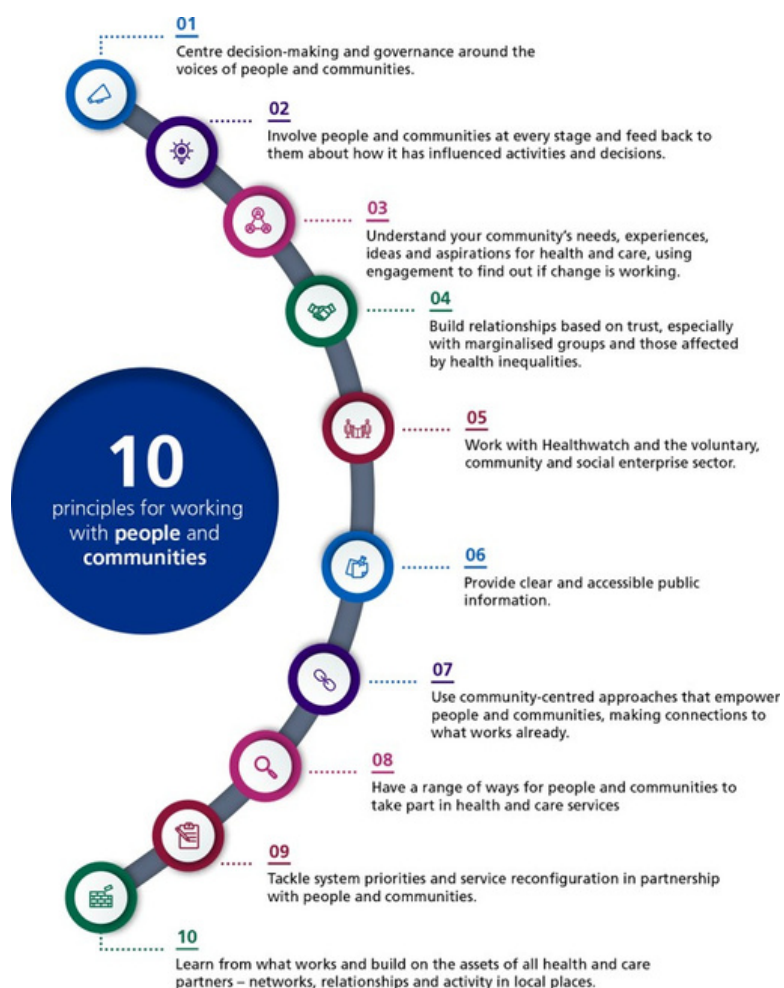 01
Centre decision-making and governance around the
voices of people and communities.
02
Involve people and communities at every stage and feed back to
them about how it has influenced activities and decisions.
03
Understand your community's needs, experiences,
ideas and aspirations for health and care, using
engagement to find out if change is working.
04
Build relationships based on trust, especially
with marginalised groups and those affected
by health inequalities.
10
principles for working
with people and
communities
05
Work with Healthwatch and the voluntary,
community and social enterprise sector.
06
Provide clear and accessible public
information.
07
Use community-centred approaches that empower
people and communities, making connections to
what works already.
08
Have a range of ways for people and communities to
take part in health and care services
09
Tackle system priorities and service reconfiguration in partnership
with people and communities.
10
Learn from what works and build on the assets of all health and care
partners – networks, relationships and activity in local places.